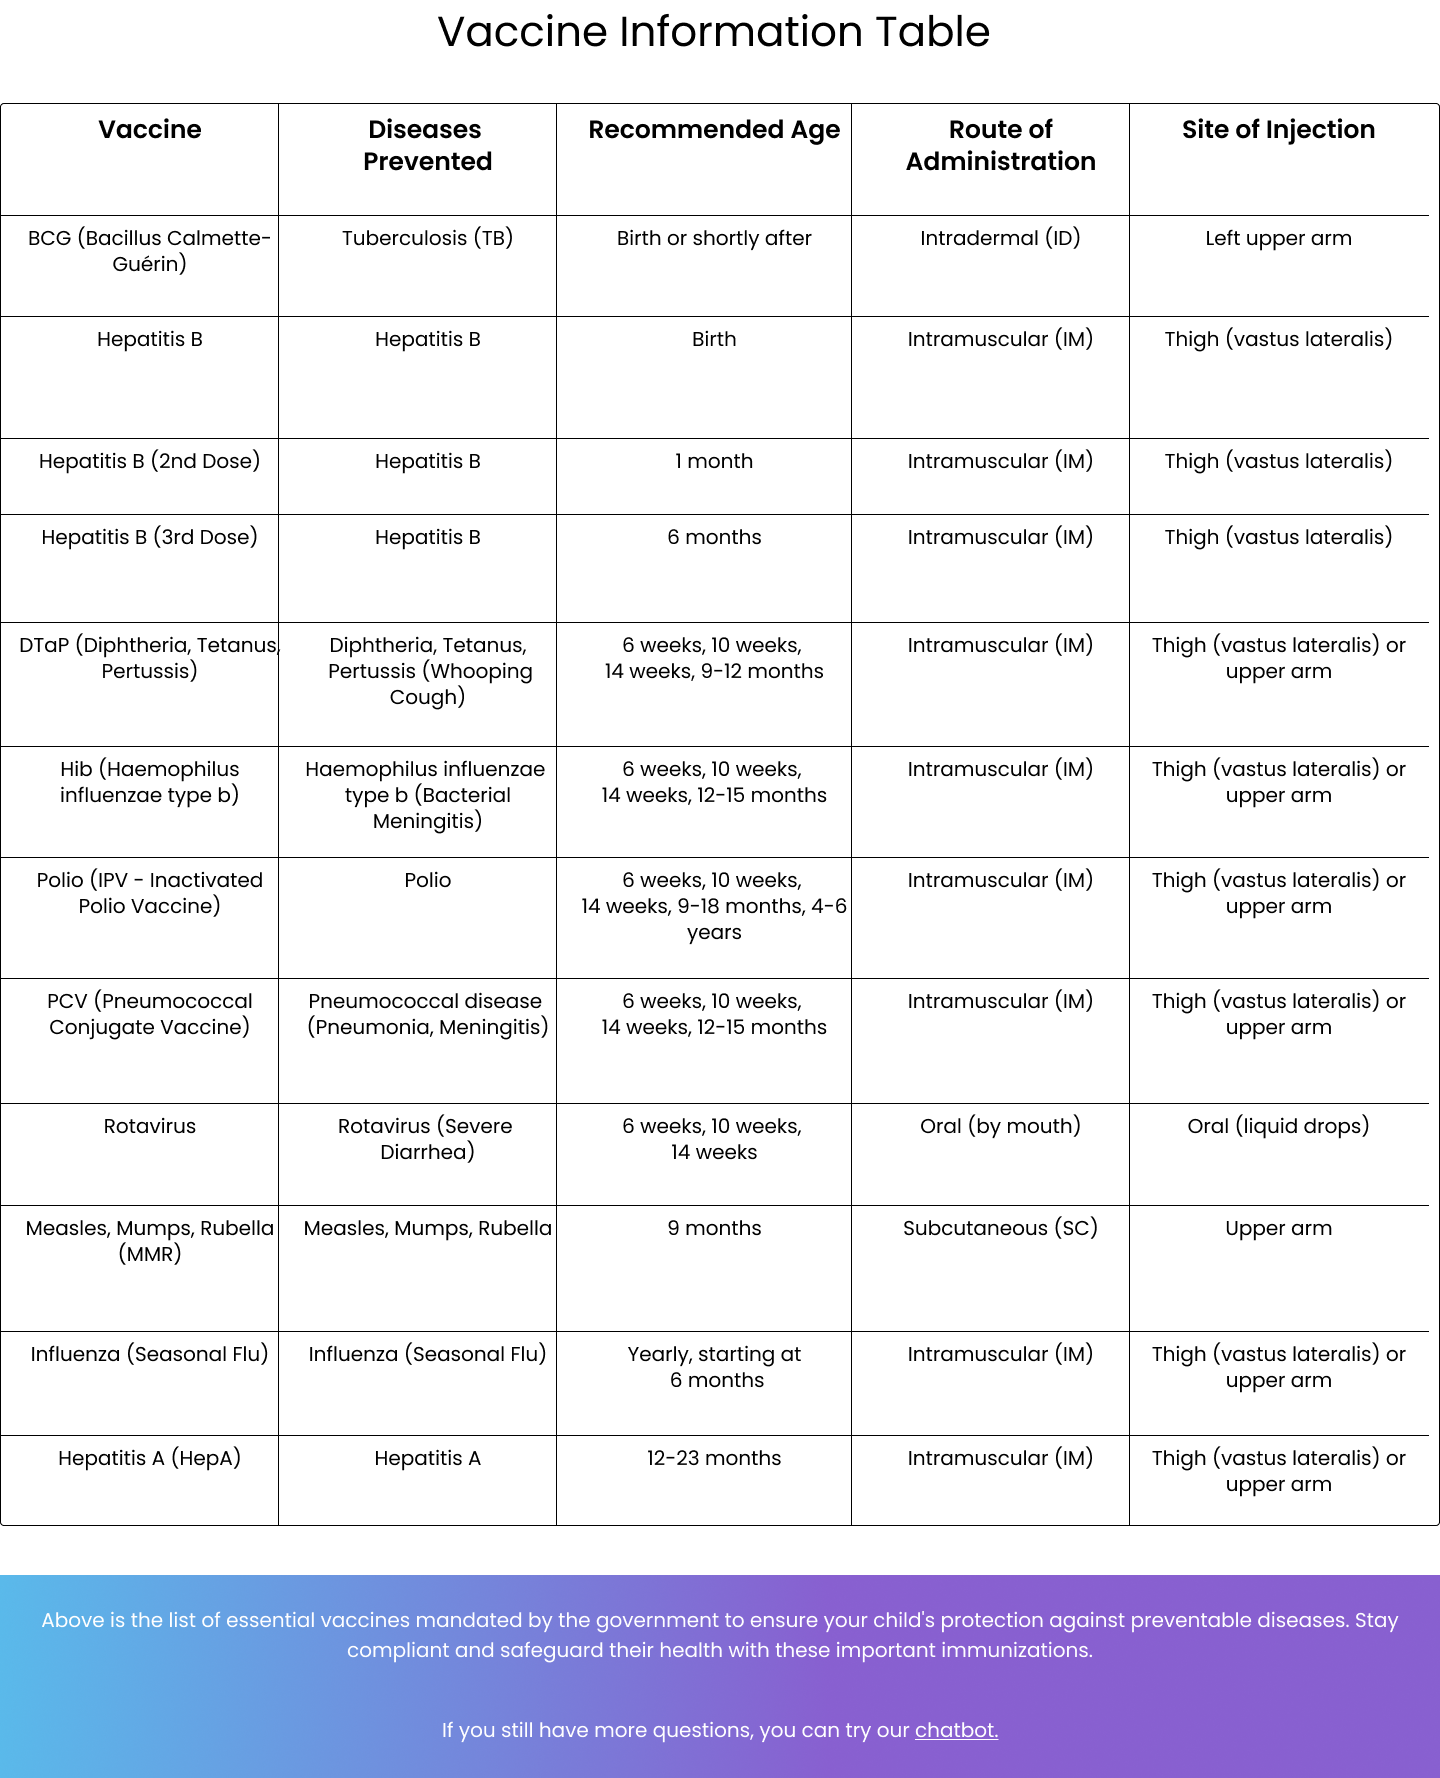 Vaccine Information Table
Vaccine
Diseases
Prevented
Recommended Age
Route of
Administration
Site of Injection
BCG (Bacillus Calmette-
Guérin)
Tuberculosis (TB)
Birth or shortly after
Intradermal (ID)
Left upper arm
Hepatitis B
Hepatitis B
Birth
Intramuscular (IM)
Thigh (vastus lateralis)
Hepatitis B (2nd Dose)
Hepatitis B
1 month
Intramuscular (IM)
Thigh (vastus lateralis)
Hepatitis B (3rd Dose)
Hepatitis B
6 months
Intramuscular (IM)
Thigh (vastus lateralis)
DTaP (Diphtheria, Tetanus,
Pertussis)
Diphtheria, Tetanus,
Pertussis (Whooping
Cough)
6 weeks, 10 weeks,
14 weeks, 9-12 months
Intramuscular (IM)
Thigh (vastus lateralis) or
upper arm
Hib (Haemophilus
influenzae type b)
Haemophilus influenzae
type b (Bacterial
Meningitis)
6 weeks, 10 weeks,
14 weeks, 12-15 months
Intramuscular (IM)
Thigh (vastus lateralis) or
upper arm
Polio (IPV - Inactivated
Polio Vaccine)
Polio
6 weeks, 10 weeks,
14 weeks, 9-18 months, 4-6
years
Intramuscular (IM)
Thigh (vastus lateralis) or
upper arm
PCV (Pneumococcal
Conjugate Vaccine)
Pneumococcal disease
(Pneumonia, Meningitis)
6 weeks, 10 weeks,
14 weeks, 12-15 months
Intramuscular (IM)
Thigh (vastus lateralis) or
upper arm
Rotavirus
Rotavirus (Severe
Diarrhea)
6 weeks, 10 weeks,
14 weeks
Oral (by mouth)
Oral (liquid drops)
Measles, Mumps, Rubella
(MMR)
Measles, Mumps, Rubella
9 months
Subcutaneous (SC)
Upper arm
Influenza (Seasonal Flu)
Influenza (Seasonal Flu)
Yearly, starting at
6 months
Intramuscular (IM)
Thigh (vastus lateralis) or
upper arm
Hepatitis A (HepA)
Hepatitis A
12-23 months
Intramuscular (IM)
Thigh (vastus lateralis) or
upper arm
Above is the list of essential vaccines mandated by the government to ensure your child's protection against preventable diseases. Stay
compliant and safeguard their health with these important immunizations.
If you still have more questions, you can try our chatbot.